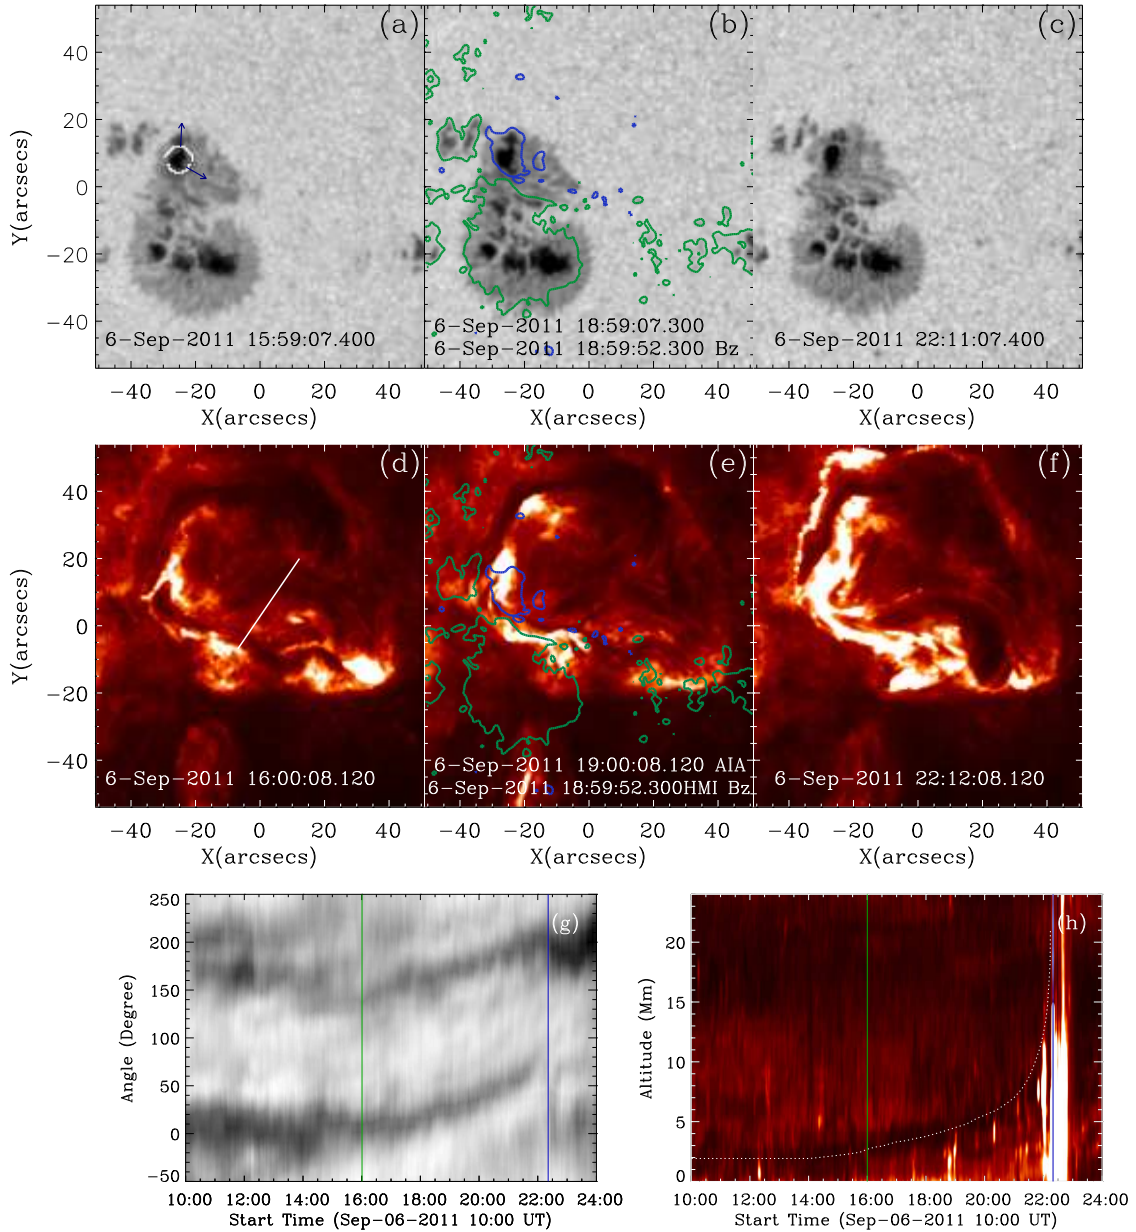 (a)
(b)
(c)
40
20
0
−20
−40
Y(arcsecs)
6−Sep−2011 15:59:07.400
6−Sep−2011 18:59:07.300
6−Sep−2011 18:59:52.300 Bz
6−Sep−2011 22:11:07.400
−40 −20 0 20 40
−40 −20 0 20 40
−40 −20 0 20 40
X(arcsecs)
X(arcsecs)
X(arcsecs)
(d)
(e)
(f)
40
20
0
−20
−40
Y(arcsecs)
6−Sep−2011 16:00:08.120
6−Sep−2011 19:00:08.120 AIA
6−Sep−2011 18:59:52.300HMI Bz
6−Sep−2011 22:12:08.120
−40 −20 0 20 40
−40 −20 0 20 40
−40 −20 0 20 40
X(arcsecs)
X(arcsecs)
X(arcsecs)
(g)
250
200
150
100
50
0
−50
Angle (Degree)
10:00 12:00 14:00 16:00 18:00 20:00 22:00 24:00
Start Time (Sep−06−2011 10:00 UT)
(h)
20
15
10
5
0
Altitude (Mm)
10:00 12:00 14:00 16:00 18:00 20:00 22:00 24:00
Start Time (Sep−06−2011 10:00 UT)